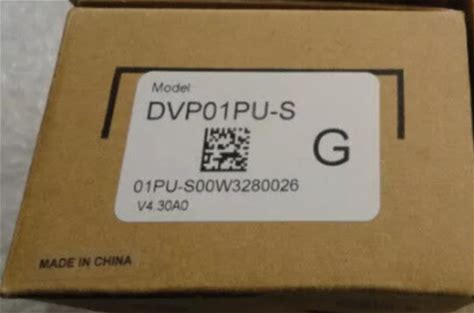 Model
DVP01PU-S
G
01PU-S00W3280026
V4.30A0
MADE IN CHINA